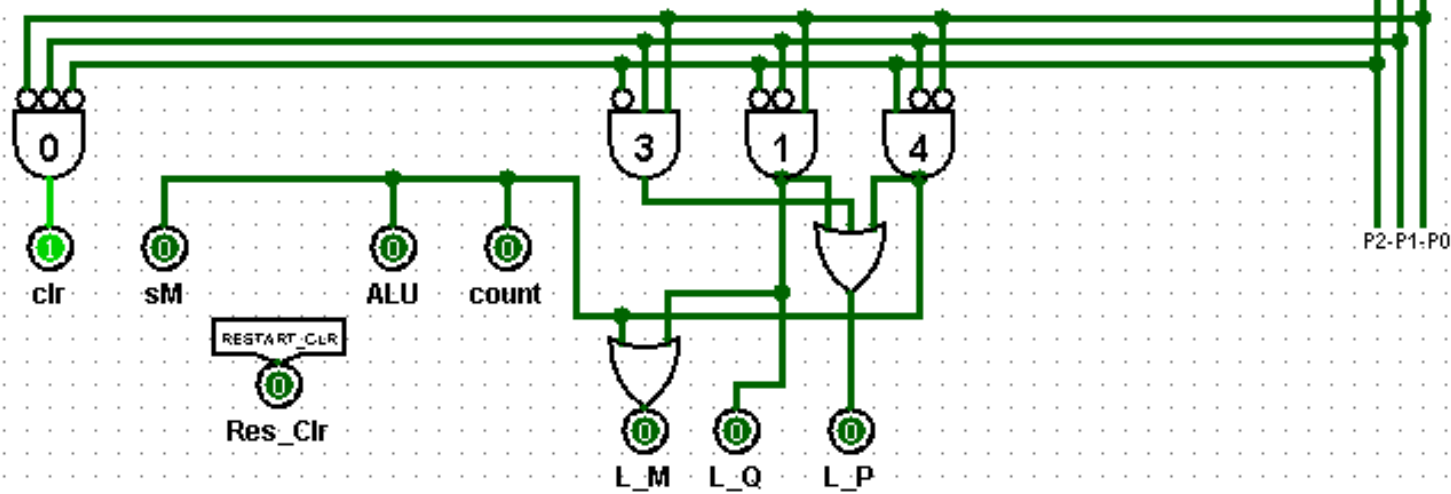 0
3
1
4
1
0
0
0
P2-P1-P0
clr
sM
ALU
count
RESTART_CLR
0
Res_Clr
0
0
0
L_M
L_Q
L_P